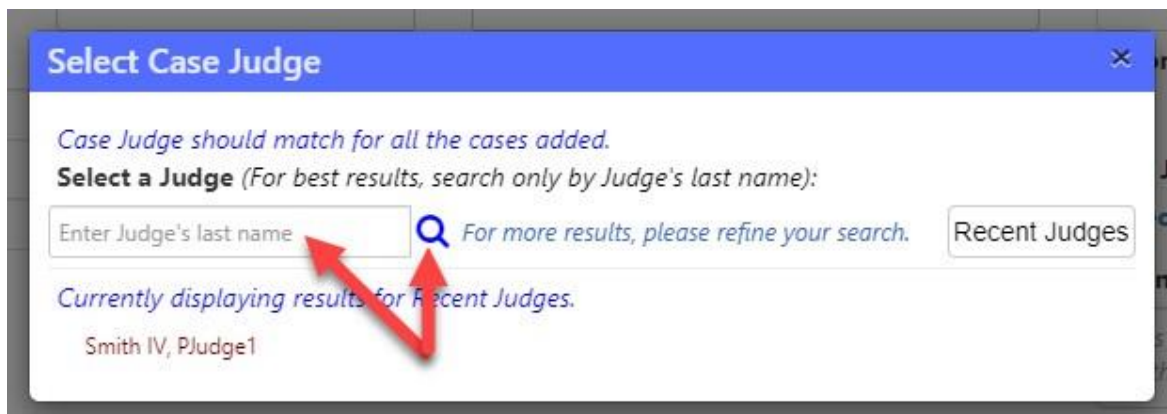 Select Case Judge
Case Judge should match for all the cases added.
Select a Judge (For best results, search only by Judge's last name):
Enter Judge's last name For more results, please refine your search. Recent Judges
Currently displaying results for Recent Judges.
Smith IV, PJudge1